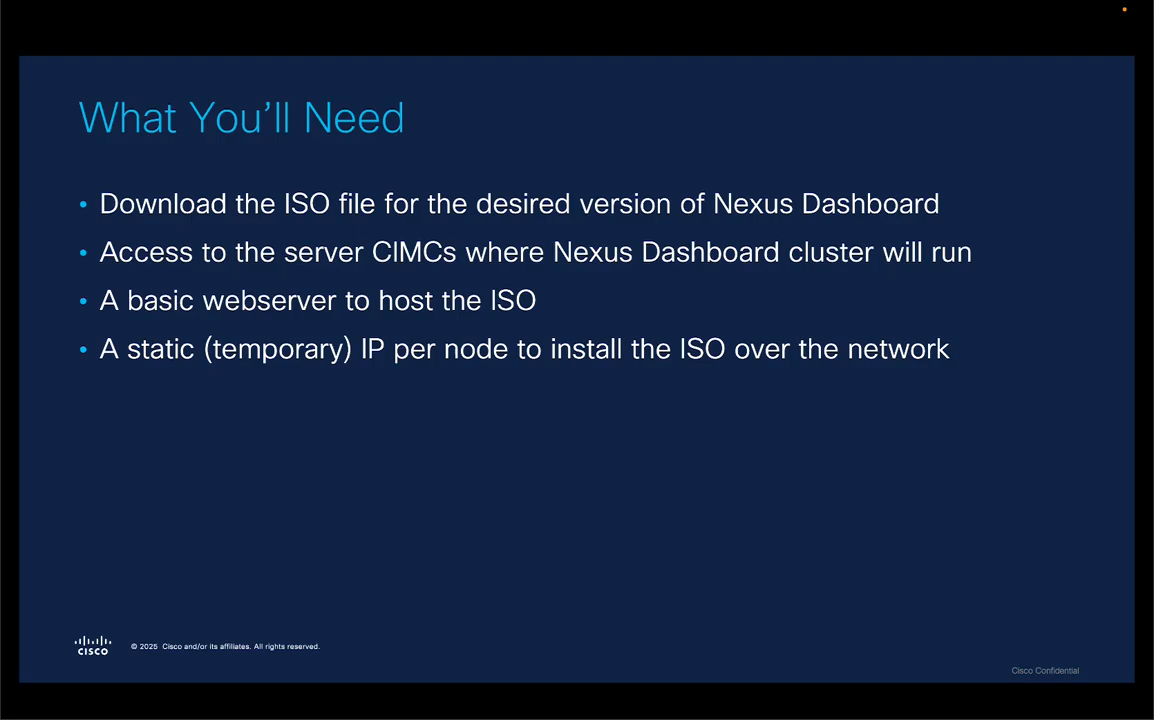 What You’ll Need
• Download the ISO file for the desired version of Nexus Dashboard
• Access to the server CIMCs where Nexus Dashboard cluster will run
• A basic webserver to host the ISO
• A static (temporary) IP per node to install the ISO over the network
CISCO
© 2025 Cisco and/or its affiliates. All rights reserved.
Cisco Confidential